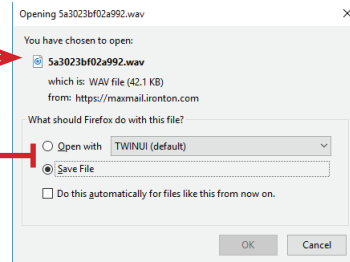 Opening 5a3023bf02a992.wav
You have chosen to open:
5a3023bf02a992.wav
which is: WAV file (42.1 KB)
from: https://maxmail.ironton.com
What should Firefox do with this file?
Open with TWINUI (default)
Save File
Do this automatically for files like this from now on.
OK Cancel